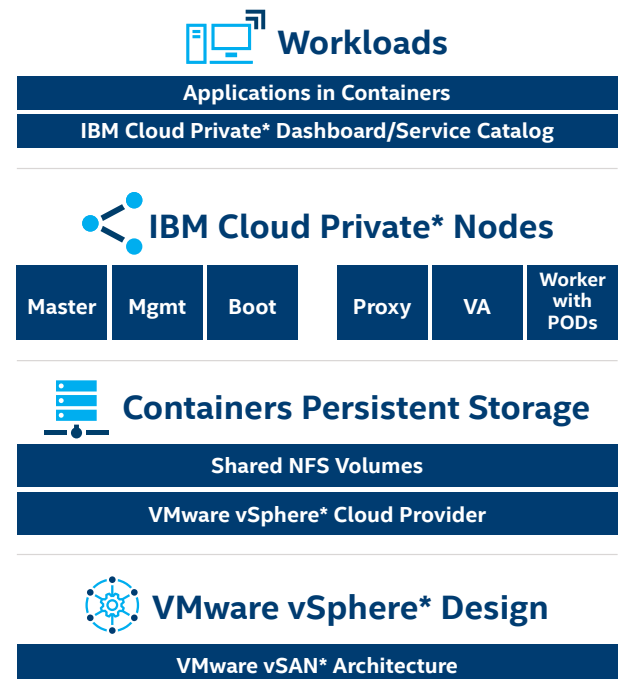 Workloads
Applications in Containers
IBM Cloud Private* Dashboard/Service Catalog
IBM Cloud Private* Nodes
Master
Mgmt
Boot
Proxy
VA
Worker
with
PODs
Containers Persistent Storage
Shared NFS Volumes
VMware vSphere* Cloud Provider
VMware vSphere* Design
VMware vSAN* Architecture